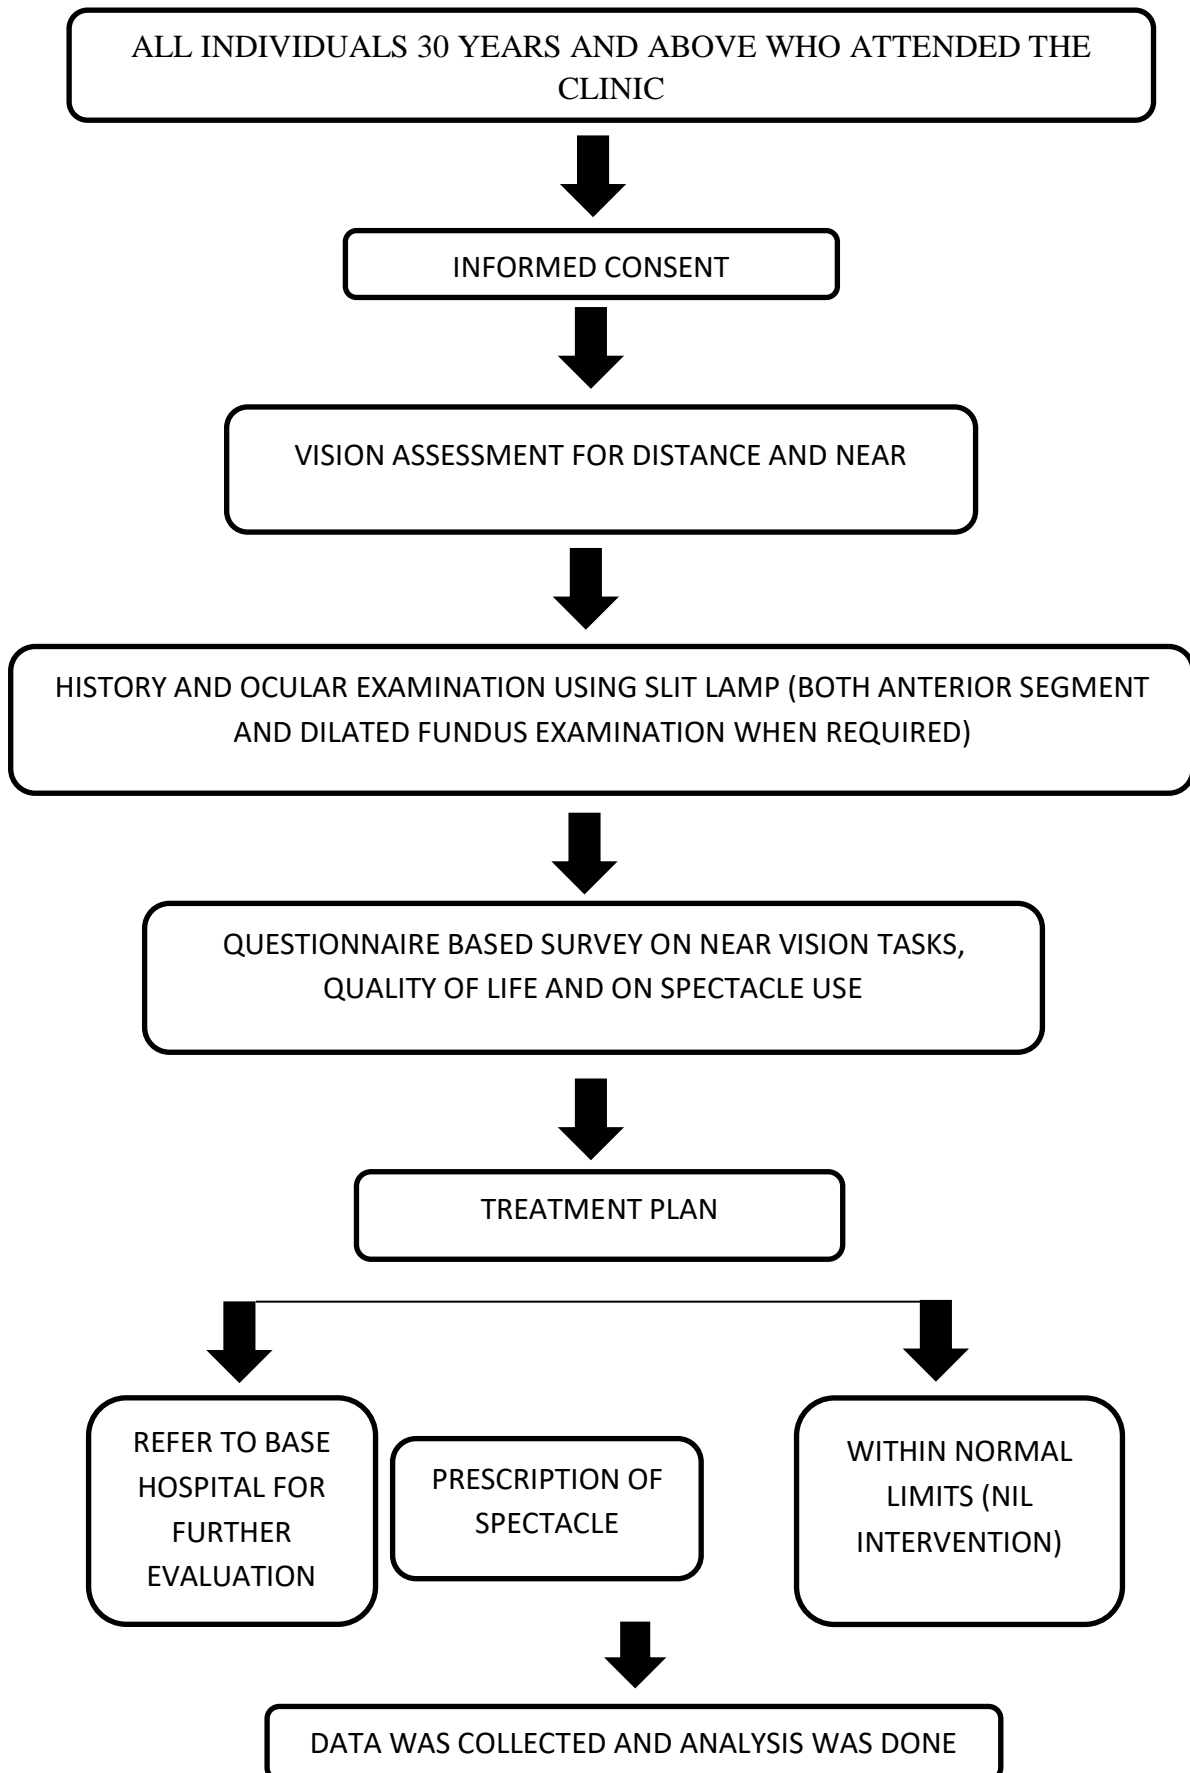 ALL INDIVIDUALS 30 YEARS AND ABOVE WHO ATTENDED THE
CLINIC
INFORMED CONSENT
VISION ASSESSMENT FOR DISTANCE AND NEAR
HISTORY AND OCULAR EXAMINATION USING SLIT LAMP (BOTH ANTERIOR SEGMENT
AND DILATED FUNDUS EXAMINATION WHEN REQUIRED)
QUESTIONNAIRE BASED SURVEY ON NEAR VISION TASKS,
QUALITY OF LIFE AND ON SPECTACLE USE
TREATMENT PLAN
REFER TO BASE
HOSPITAL FOR
FURTHER
EVALUATION
PRESCRIPTION OF
SPECTACLE
WITHIN NORMAL
LIMITS (NIL
INTERVENTION)
DATA WAS COLLECTED AND ANALYSIS WAS DONE